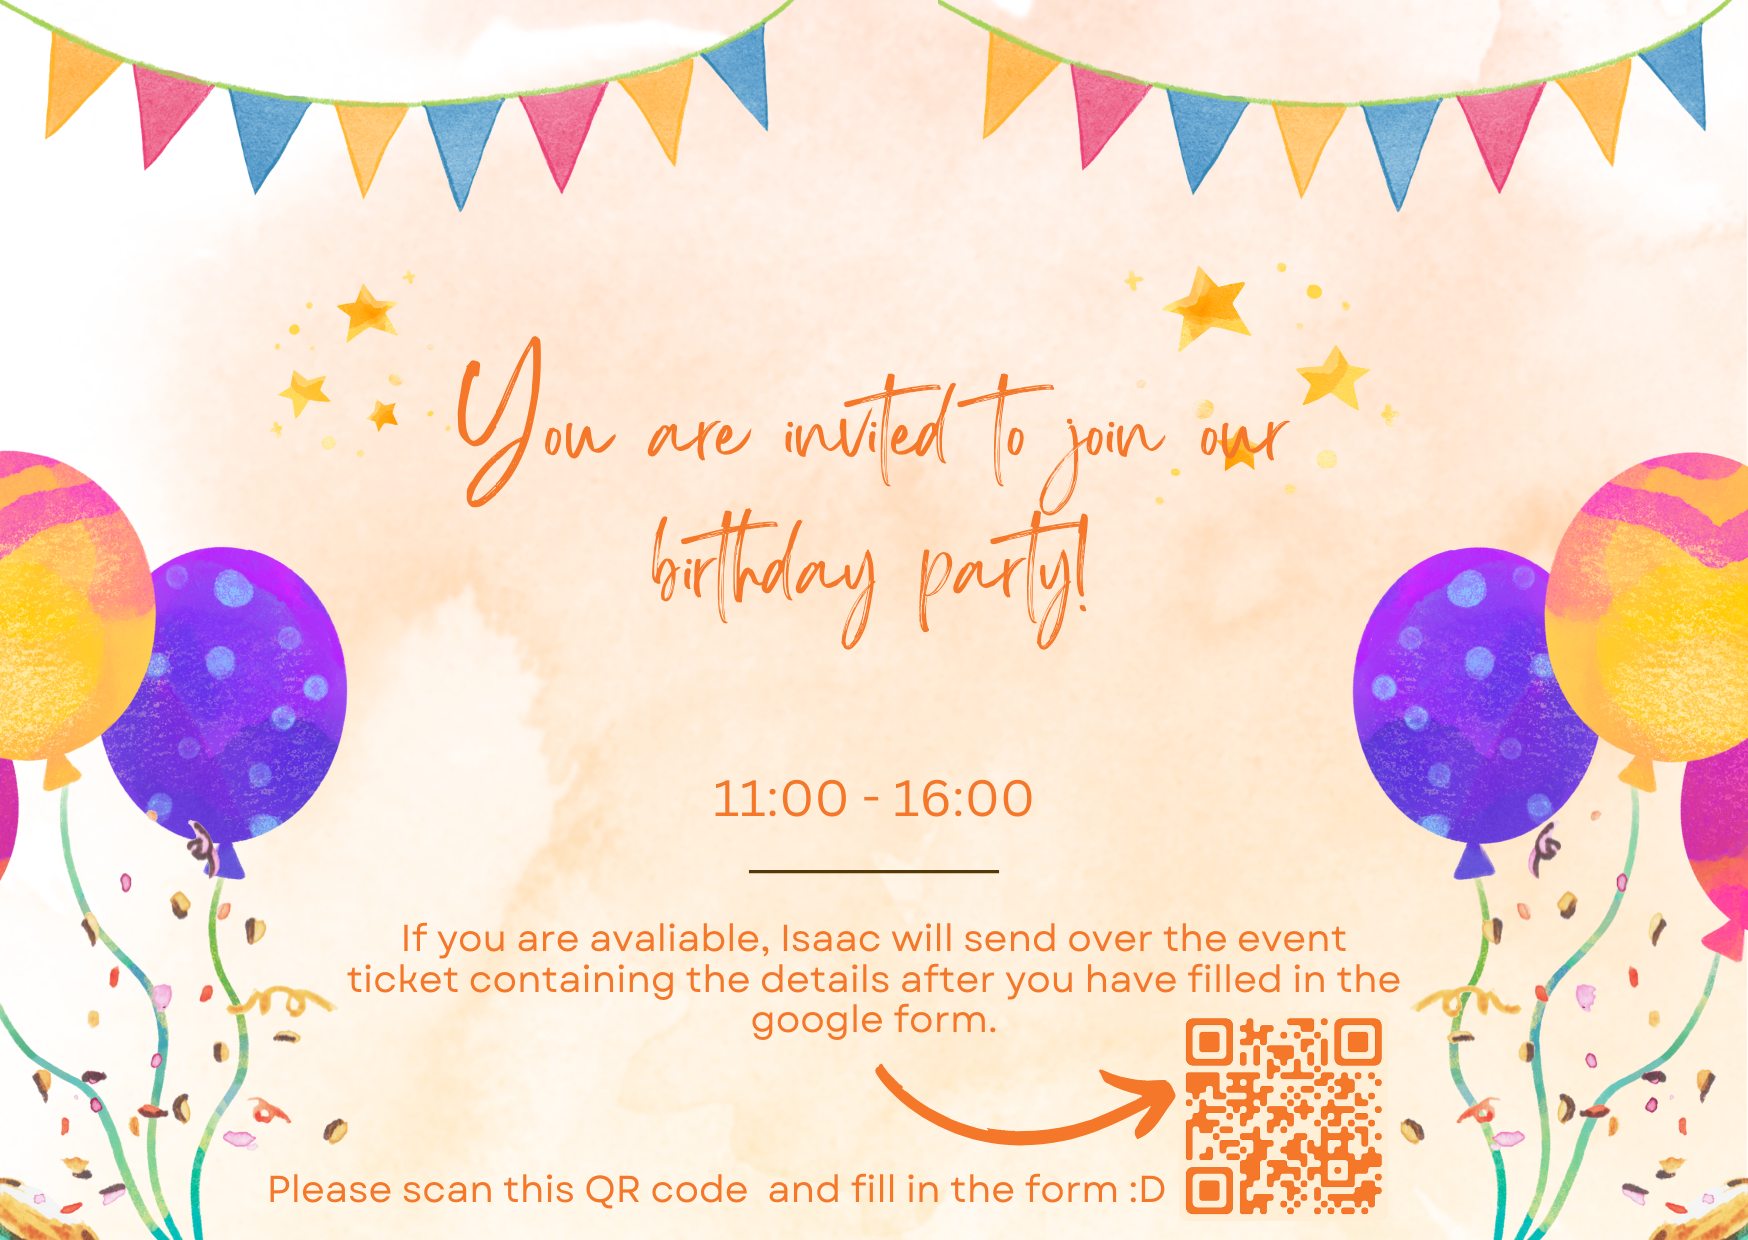 You are invited to join our
birthday party!
11:00 - 16:00
If you are avaliable, Isaac will send over the event
ticket containing the details after you have filled in the
google form.
Please scan this QR code  and fill in the form :D